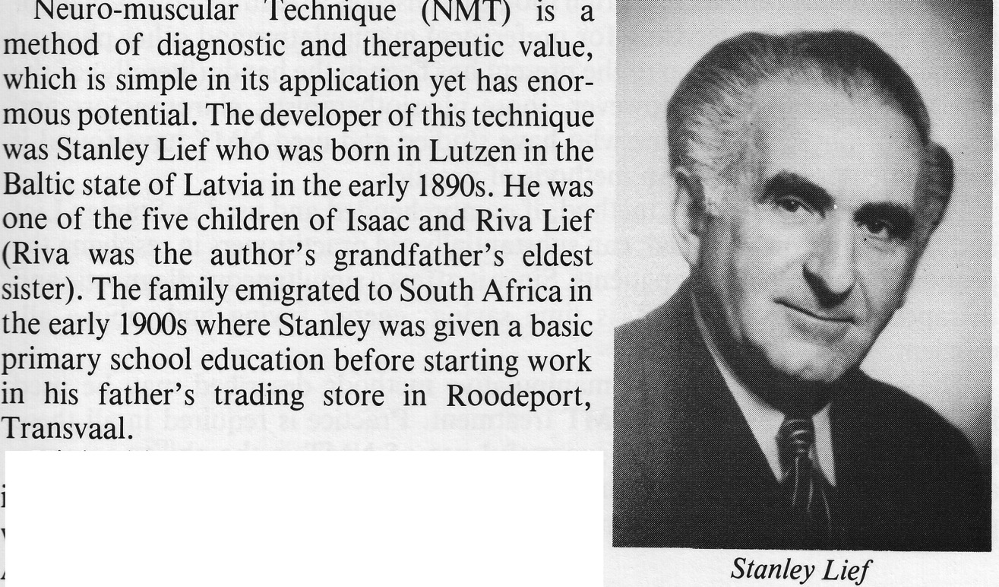 Neuro-muscular Technique (NMT) is a
method of diagnostic and therapeutic value,
which is simple in its application yet has enor-
mous potential. The developer of this technique
was Stanley Lief who was born in Lutzen in the
Baltic state of Latvia in the early 1890s. He was
one of the five children of Isaac and Riva Lief
(Riva was the author's grandfather's eldest
sister). The family emigrated to South Africa in
the early 1900s where Stanley was given a basic
primary school education before starting work
in his father's trading store in Roodeport,
Transvaal.
Stanley Lief